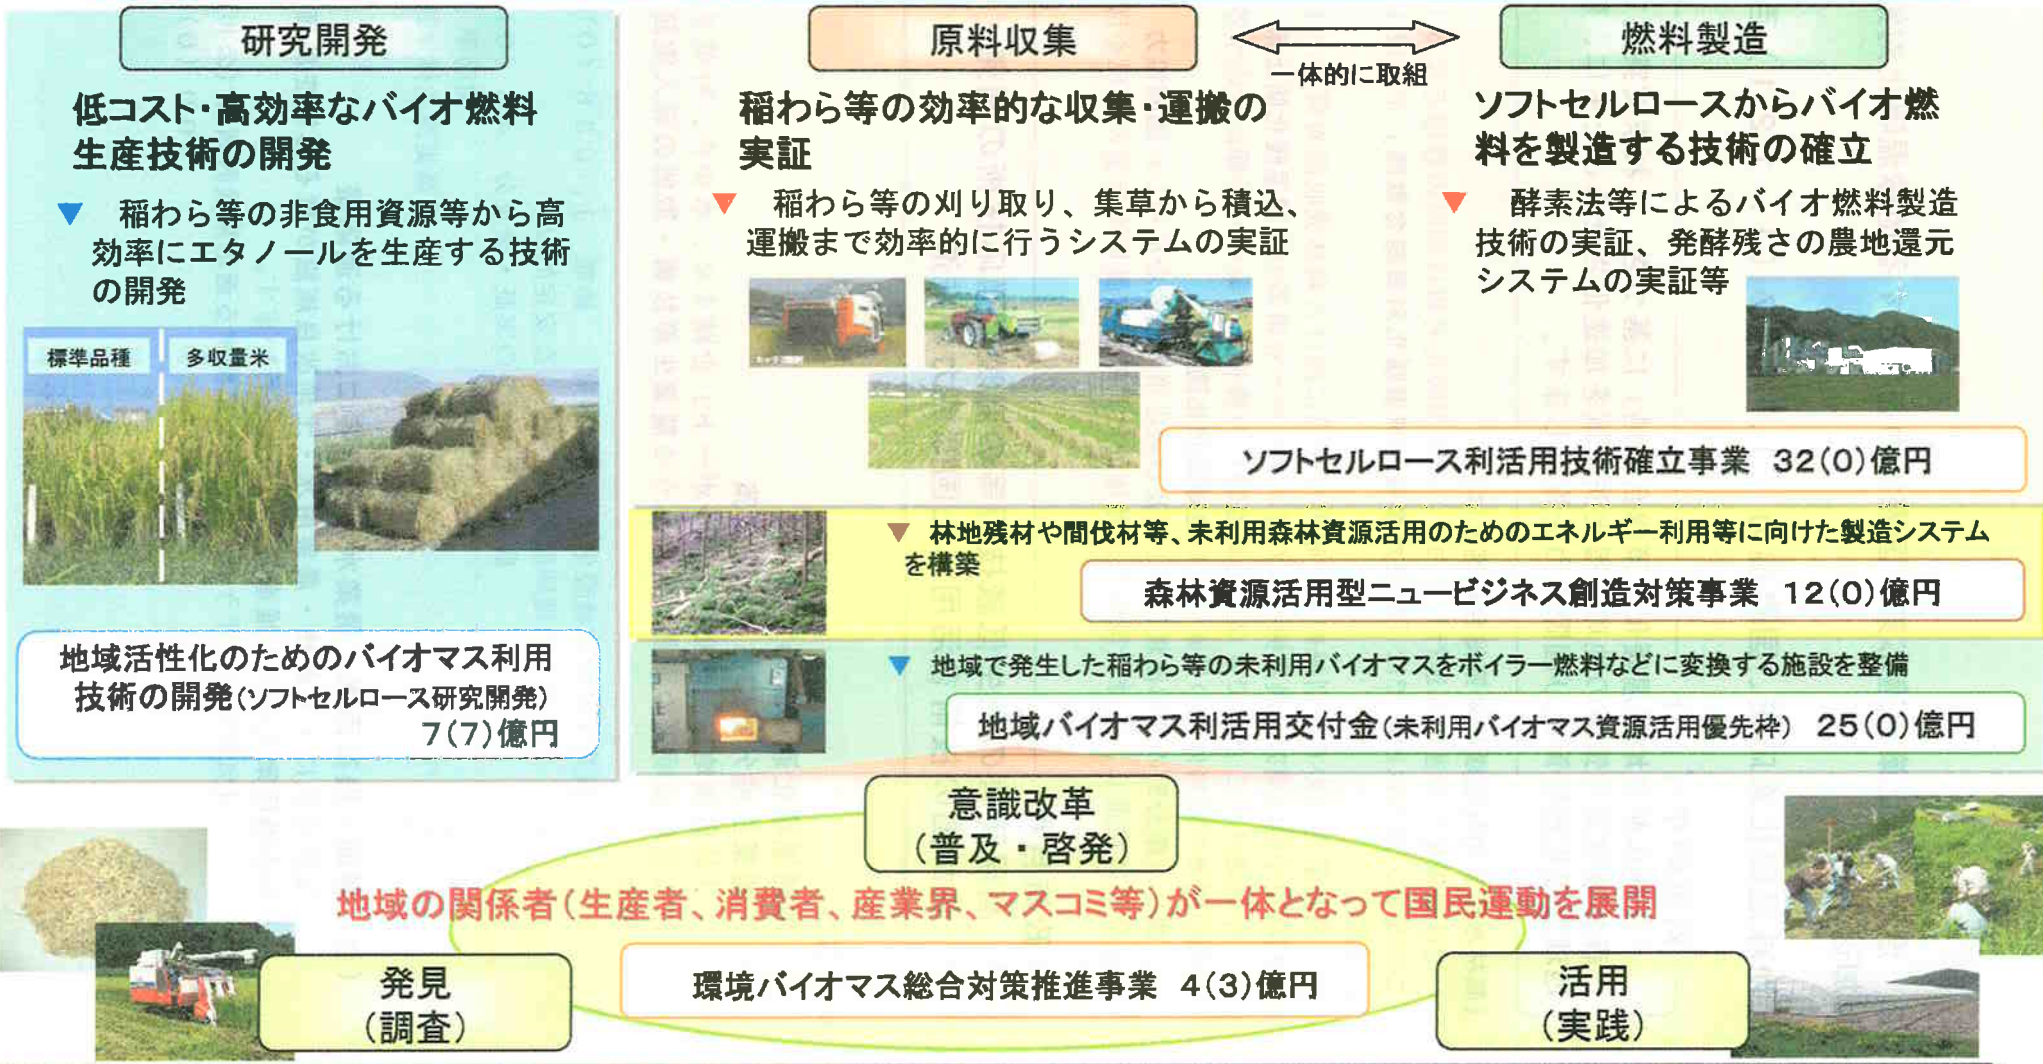 研究開発
低コスト・高効率なバイオ燃料
生産技術の開発
▼ 稲わら等の非食用資源等から高
効率にエタノールを生産する技術
の開発
標準品種
多収量米
地域活性化のためのバイオマス利用
技術の開発(ソフトセルロース研究開発)
7(7)億円
原料収集
一体的に取組
燃料製造
稲わら等の効率的な収集・運搬の
実証
▼ 稲わら等の刈り取り、集草から積込、
運搬まで効率的に行うシステムの実証
ソフトセルロースからバイオ燃
料を製造する技術の確立
▼ 酵素法等によるバイオ燃料製造
技術の実証、発酵残さの農地還元
システムの実証等
ソフトセルロース利活用技術確立事業 32(0)億円
▼ 林地残材や間伐材等、未利用森林資源活用のためのエネルギー利用等に向けた製造システム
を構築
森林資源活用型ニュービジネス創造対策事業 12(0)億円
▼ 地域で発生した稲わら等の未利用バイオマスをボイラー燃料などに変換する施設を整備
地域バイオマス利活用交付金(未利用バイオマス資源活用優先枠) 25(0)億円
意識改革
(普及・啓発)
地域の関係者(生産者、消費者、産業界、マスコミ等)が一体となって国民運動を展開
環境バイオマス総合対策推進事業 4(3)億円
発見
(調査)
活用
(実践)